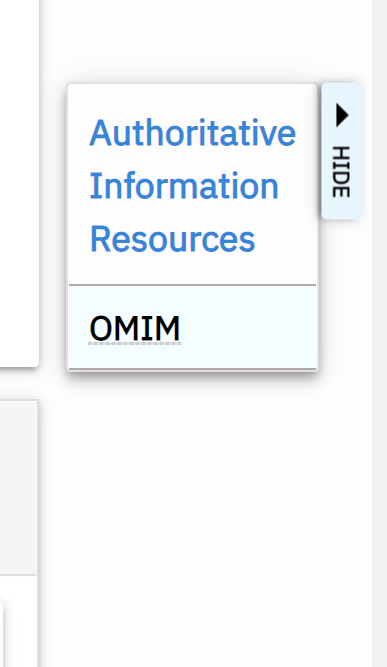 Authoritative
Information
Resources
OMIM
HIDE